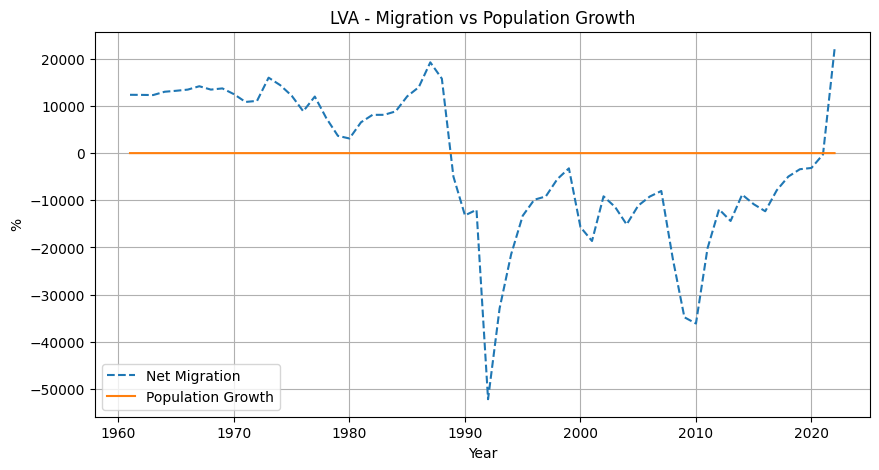 LVA - Migration vs Population Growth
20000
10000
0
−10000
−20000
−30000
−40000
−50000
%
Net Migration
Population Growth
1960 1970 1980 1990 2000 2010 2020
Year